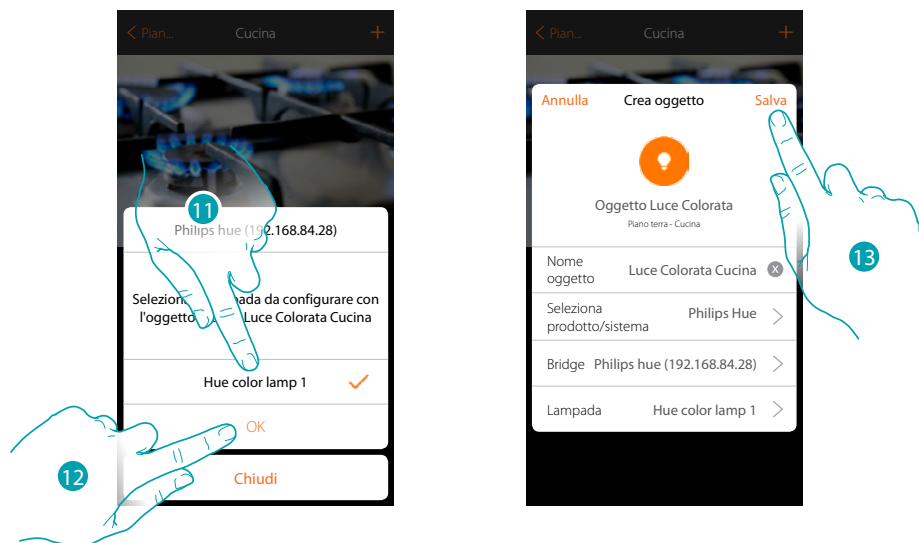 < Pian... Cucina +
11
Philips hue (192.168.84.28)
Selezion ada da configurare con
l'oggetto Luce Colorata Cucina
Hue color lamp 1
OK
12
Chiudi
< Pian... Cucina +
Annulla Crea oggetto Salva
Oggetto Luce Colorata
Piano terra - Cucina
Nome
oggetto
Luce Colorata Cucina X
Seleziona
prodotto/sistema
Philips Hue >
Bridge Philips hue (192.168.84.28) >
Lampada Hue color lamp 1 >
13